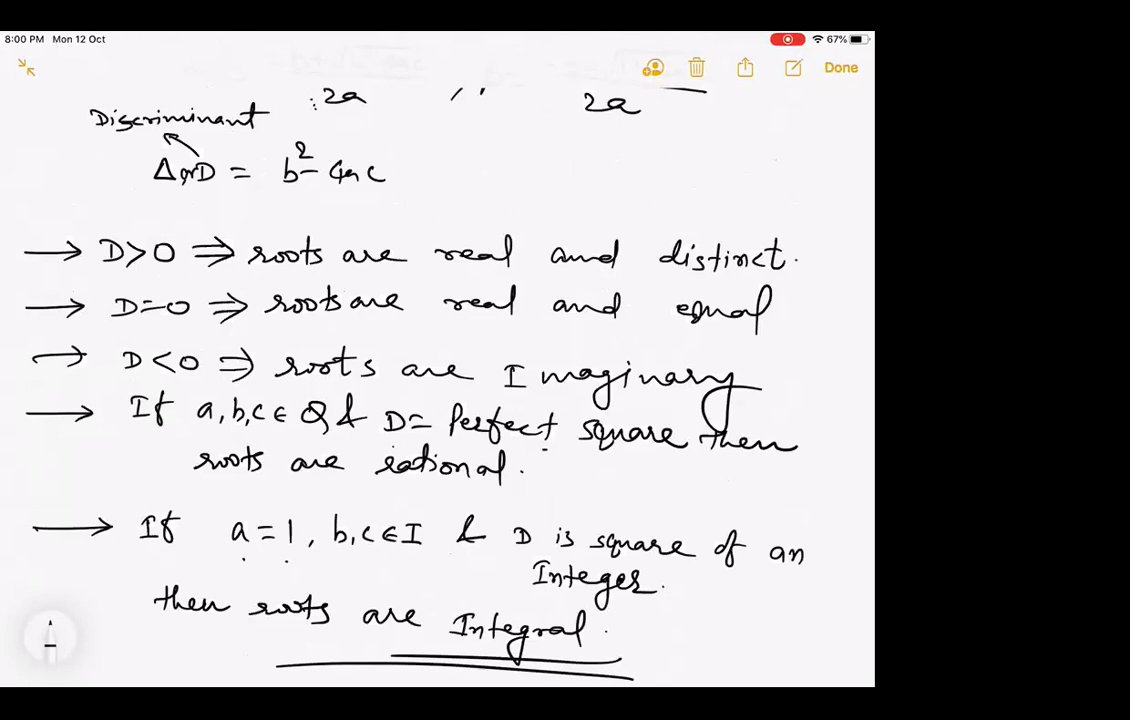 8:00 PM Mon 12 Oct
67%
Done
2a , , 2a
Discriminant
Δ or D = b² - 4ac
→ D>0 ⇒ roots are real and distinct.
→ D=0 ⇒ roots are real and equal
→ D<0 ⇒ roots are Imaginary
→ If a,b,c ∈ Q & D = Perfect square then
roots are rational.
→ If a = 1, b,c ∈ I & D is square of an
Integer.
then roots are Integral.